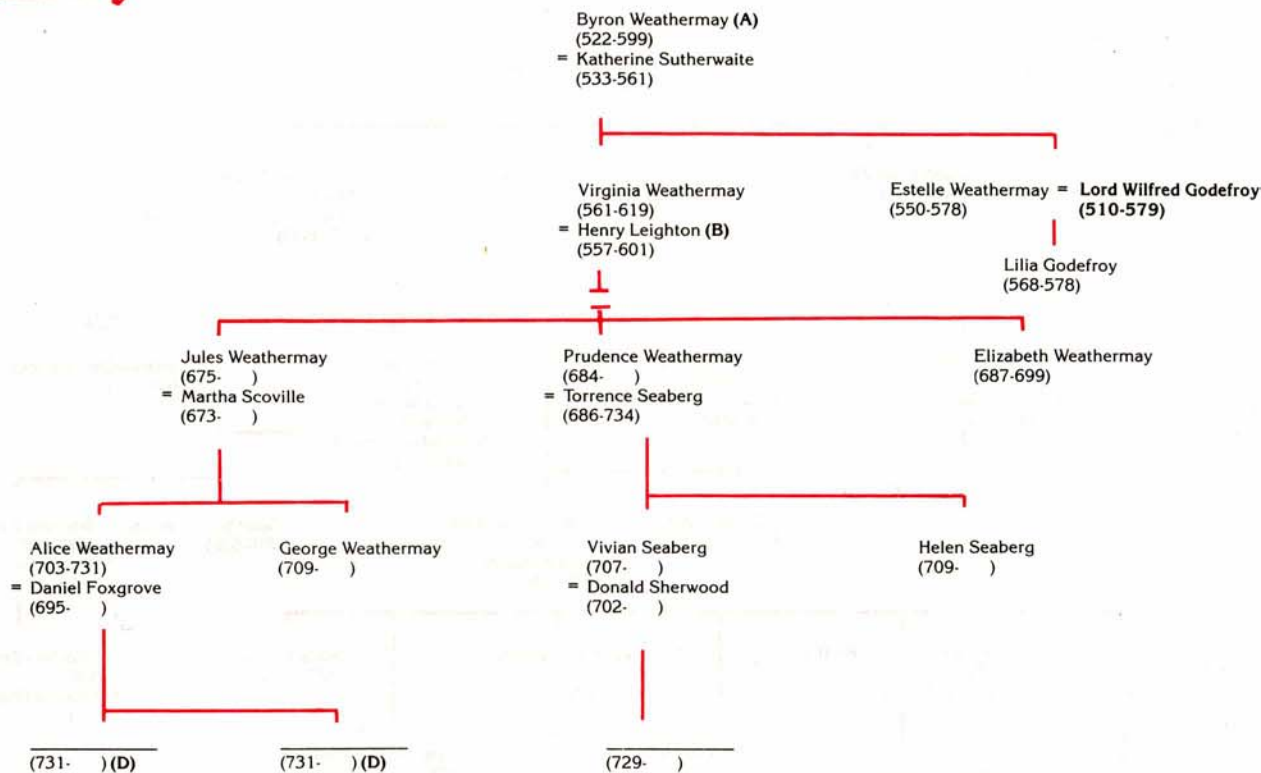 Byron Weathermay (A)
(522-599)
= Katherine Sutherwaite
(533-561)
Virginia Weathermay
(561-619)
= Henry Leighton (B)
(557-601)
Estelle Weathermay = Lord Wilfred Godefroy
(550-578) (510-579)
Lilia Godefroy
(568-578)
Jules Weathermay
(675- )
= Martha Scoville
(673- )
Prudence Weathermay
(684- )
= Torrence Seaberg
(686-734)
Elizabeth Weathermay
(687-699)
Alice Weathermay
(703-731)
= Daniel Foxgrove
(695- )
George Weathermay
(709- )
Vivian Seaberg
(707- )
= Donald Sherwood
(702- )
Helen Seaberg
(709- )
(731- ) (D)
(731- ) (D)
(729- )